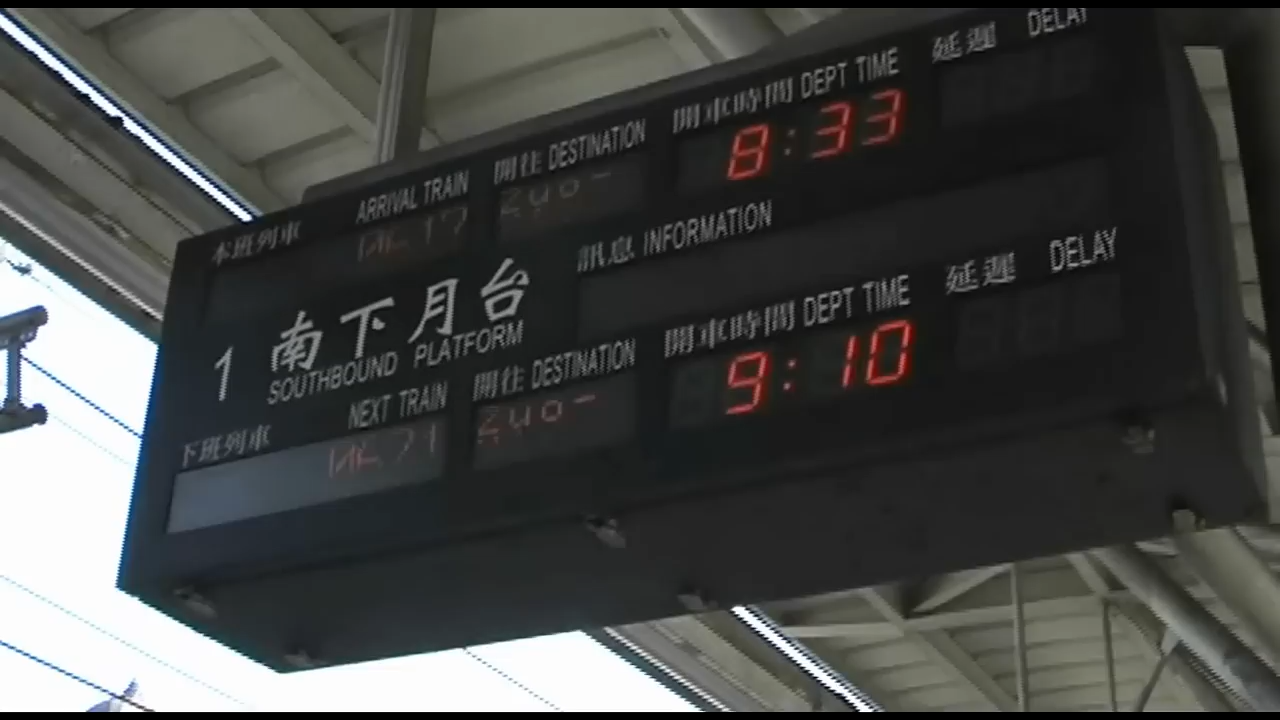 本班列車 ARRIVAL TRAIN 開往 DESTINATION 開車時間 DEPT TIME 延遲 DELAY
8:33
1 南下月台 訊息 INFORMATION
SOUTHBOUND PLATFORM
下班列車 NEXT TRAIN 開往 DESTINATION 開車時間 DEPT TIME 延遲 DELAY
9:10